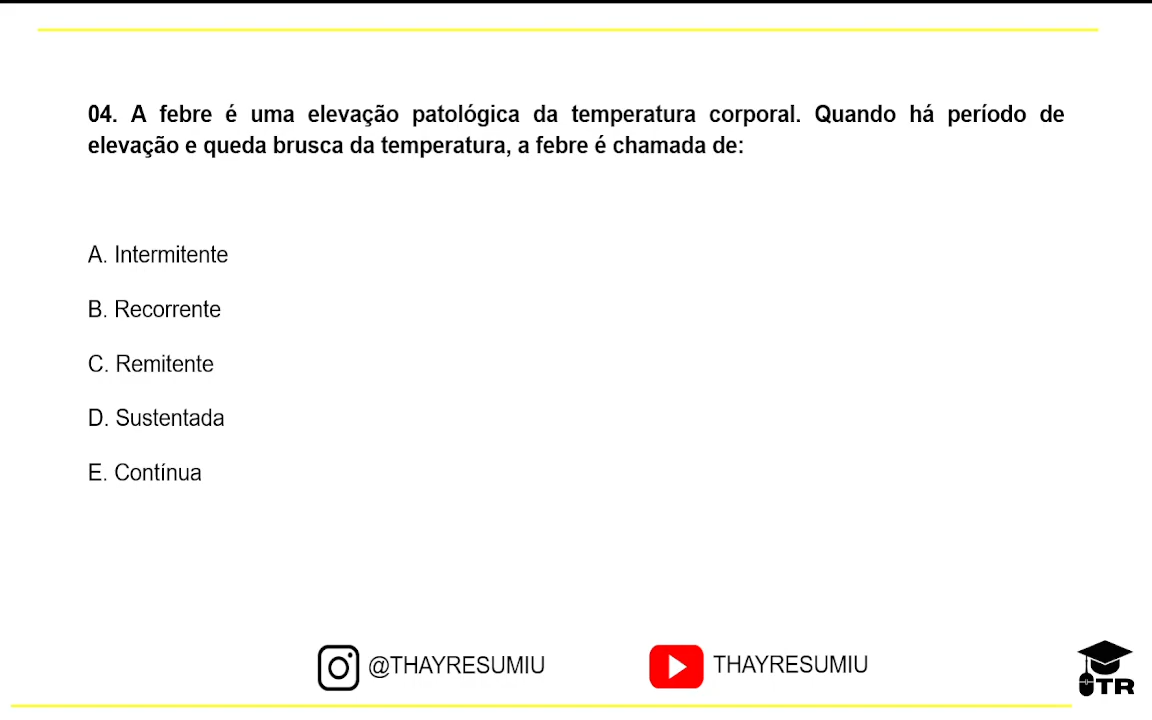 04. A febre é uma elevação patológica da temperatura corporal. Quando há período de
elevação e queda brusca da temperatura, a febre é chamada de:
A. Intermitente
B. Recorrente
C. Remitente
D. Sustentada
E. Contínua
@THAYRESUMIU
THAYRESUMIU
TR